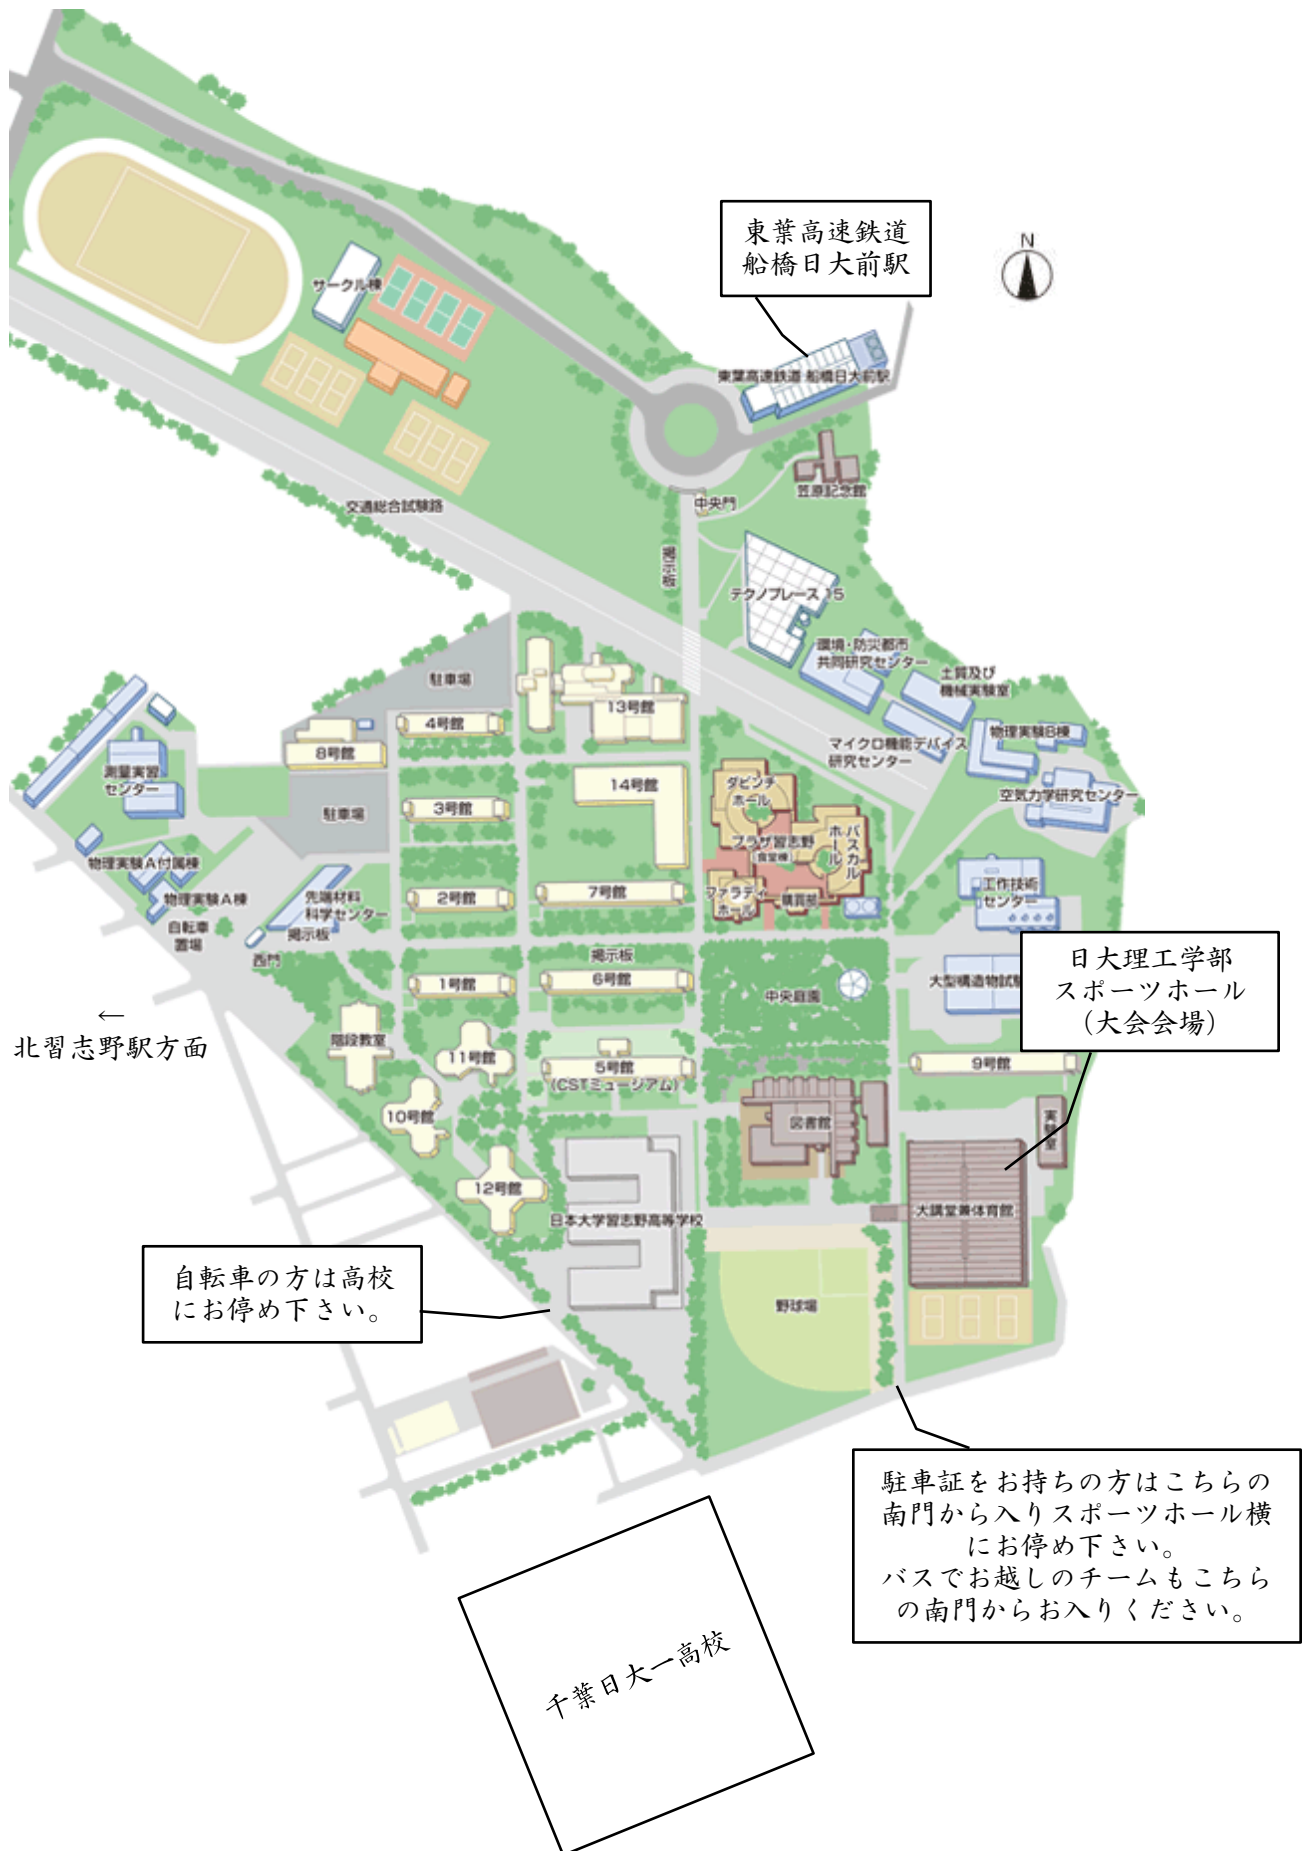 東葉高速鉄道
船橋日大前駅
N
サークル棟
東葉高速鉄道 船橋日大前駅
笠原記念館
中央門
交通総合試験路
掲示板
テクノプレース 15
環境・防災都市
共同研究センター
土質及び
機械実験室
駐車場
13号館
4号館
8号館
マイクロ機能デバイス
研究センター
物理実験B棟
測量実習
センター
14号館
ダビンチ
ホール
空気力学研究センター
駐車場
3号館
プラザ習志野
(食堂棟)
パスカル
ホール
物理実験A付属棟
物理実験A棟
自転車
置場
先端材料
科学センター
掲示板
西門
2号館
7号館
ファラディ
ホール
購買部
工作技術
センター
日大理工学部
スポーツホール
（大会会場）
掲示板
1号館
6号館
中央庭園
大型構造物試験
←
北習志野駅方面
階段教室
11号館
5号館
(CSTミュージアム)
9号館
10号館
図書館
実験室
12号館
日本大学習志野高等学校
大講堂兼体育館
自転車の方は高校
にお停め下さい。
野球場
駐車証をお持ちの方はこちらの
南門から入りスポーツホール横
にお停め下さい。
バスでお越しのチームもこちら
の南門からお入りください。
千葉日大一高校